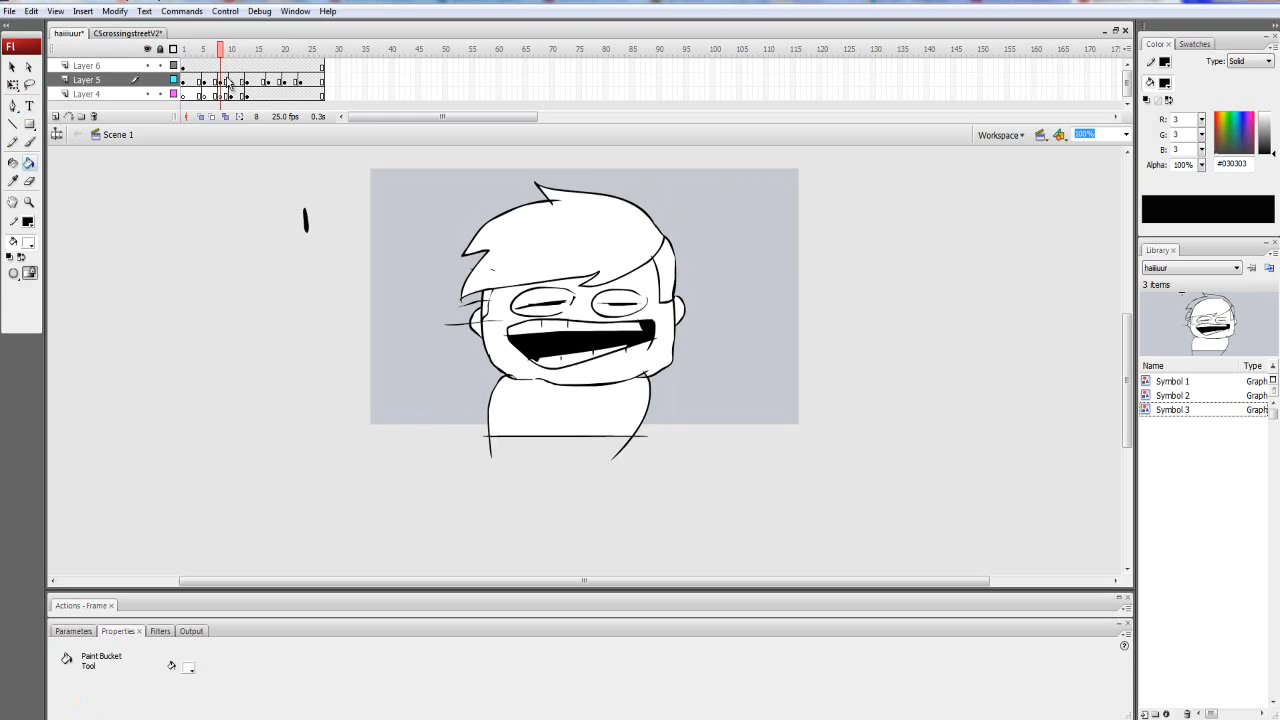 File Edit View Insert Modify Text Commands Control Debug Window Help
haiiiuur* CScrossingstreetV2*
Fl
1 5 10 15 20 25 30 35 40 45 50 55 60 65 70 75 80 85 90 95 100 105 110 115 120 125 130 135 140 145 150 155 160 165 170 175
Layer 6
Layer 5
Layer 4
8 25.0 fps 0.3s
Scene 1
Workspace 100%
Color Swatches
Type: Solid
R: 3
G: 3
B: 3
Alpha: 100% #030303
Library
haiiiuur
3 items
Name Type
Symbol 1 Graph
Symbol 2 Graph
Symbol 3 Graph
Actions - Frame
Parameters Properties Filters Output
Paint Bucket
Tool